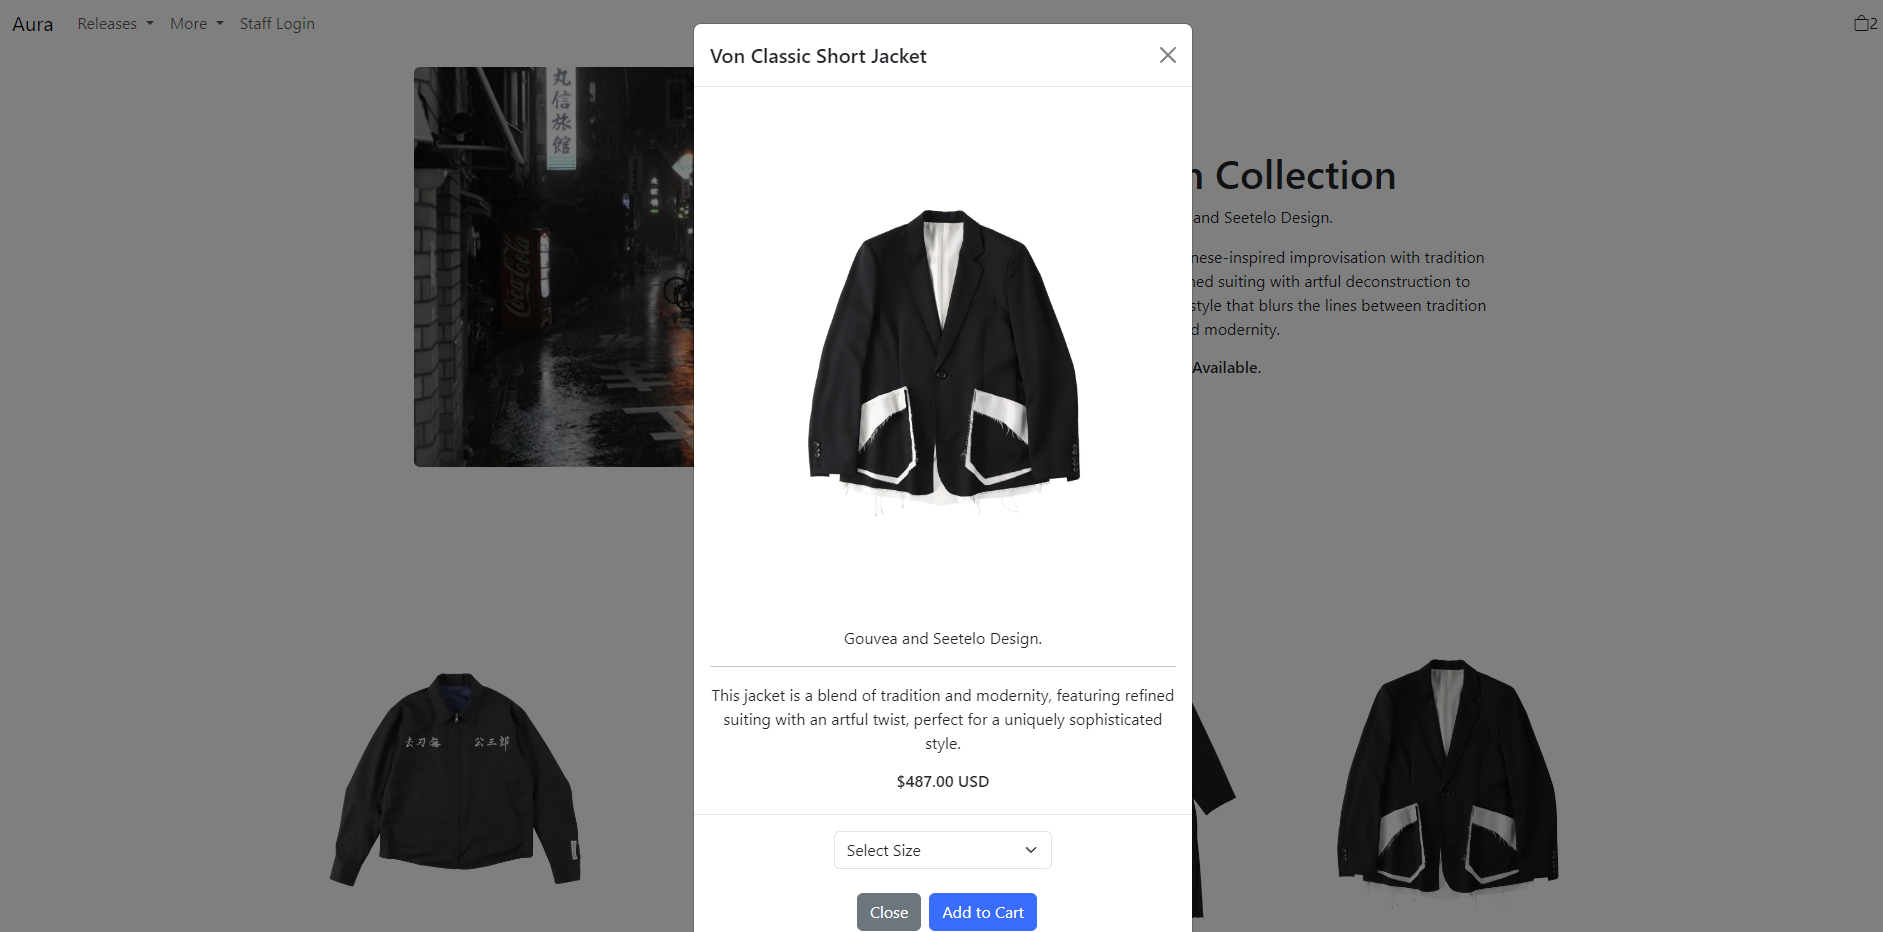 Aura
Releases
More
Staff Login
2
Von Classic Short Jacket
丸信旅館
Coca-Cola
Collection
and Seetelo Design.
improvisation with tradition
suiting with artful deconstruction to
style that blurs the lines between tradition
modernity.
Available.
Gouvea and Seetelo Design.
This jacket is a blend of tradition and modernity, featuring refined
suiting with an artful twist, perfect for a uniquely sophisticated
style.
$487.00 USD
Select Size
Close
Add to Cart